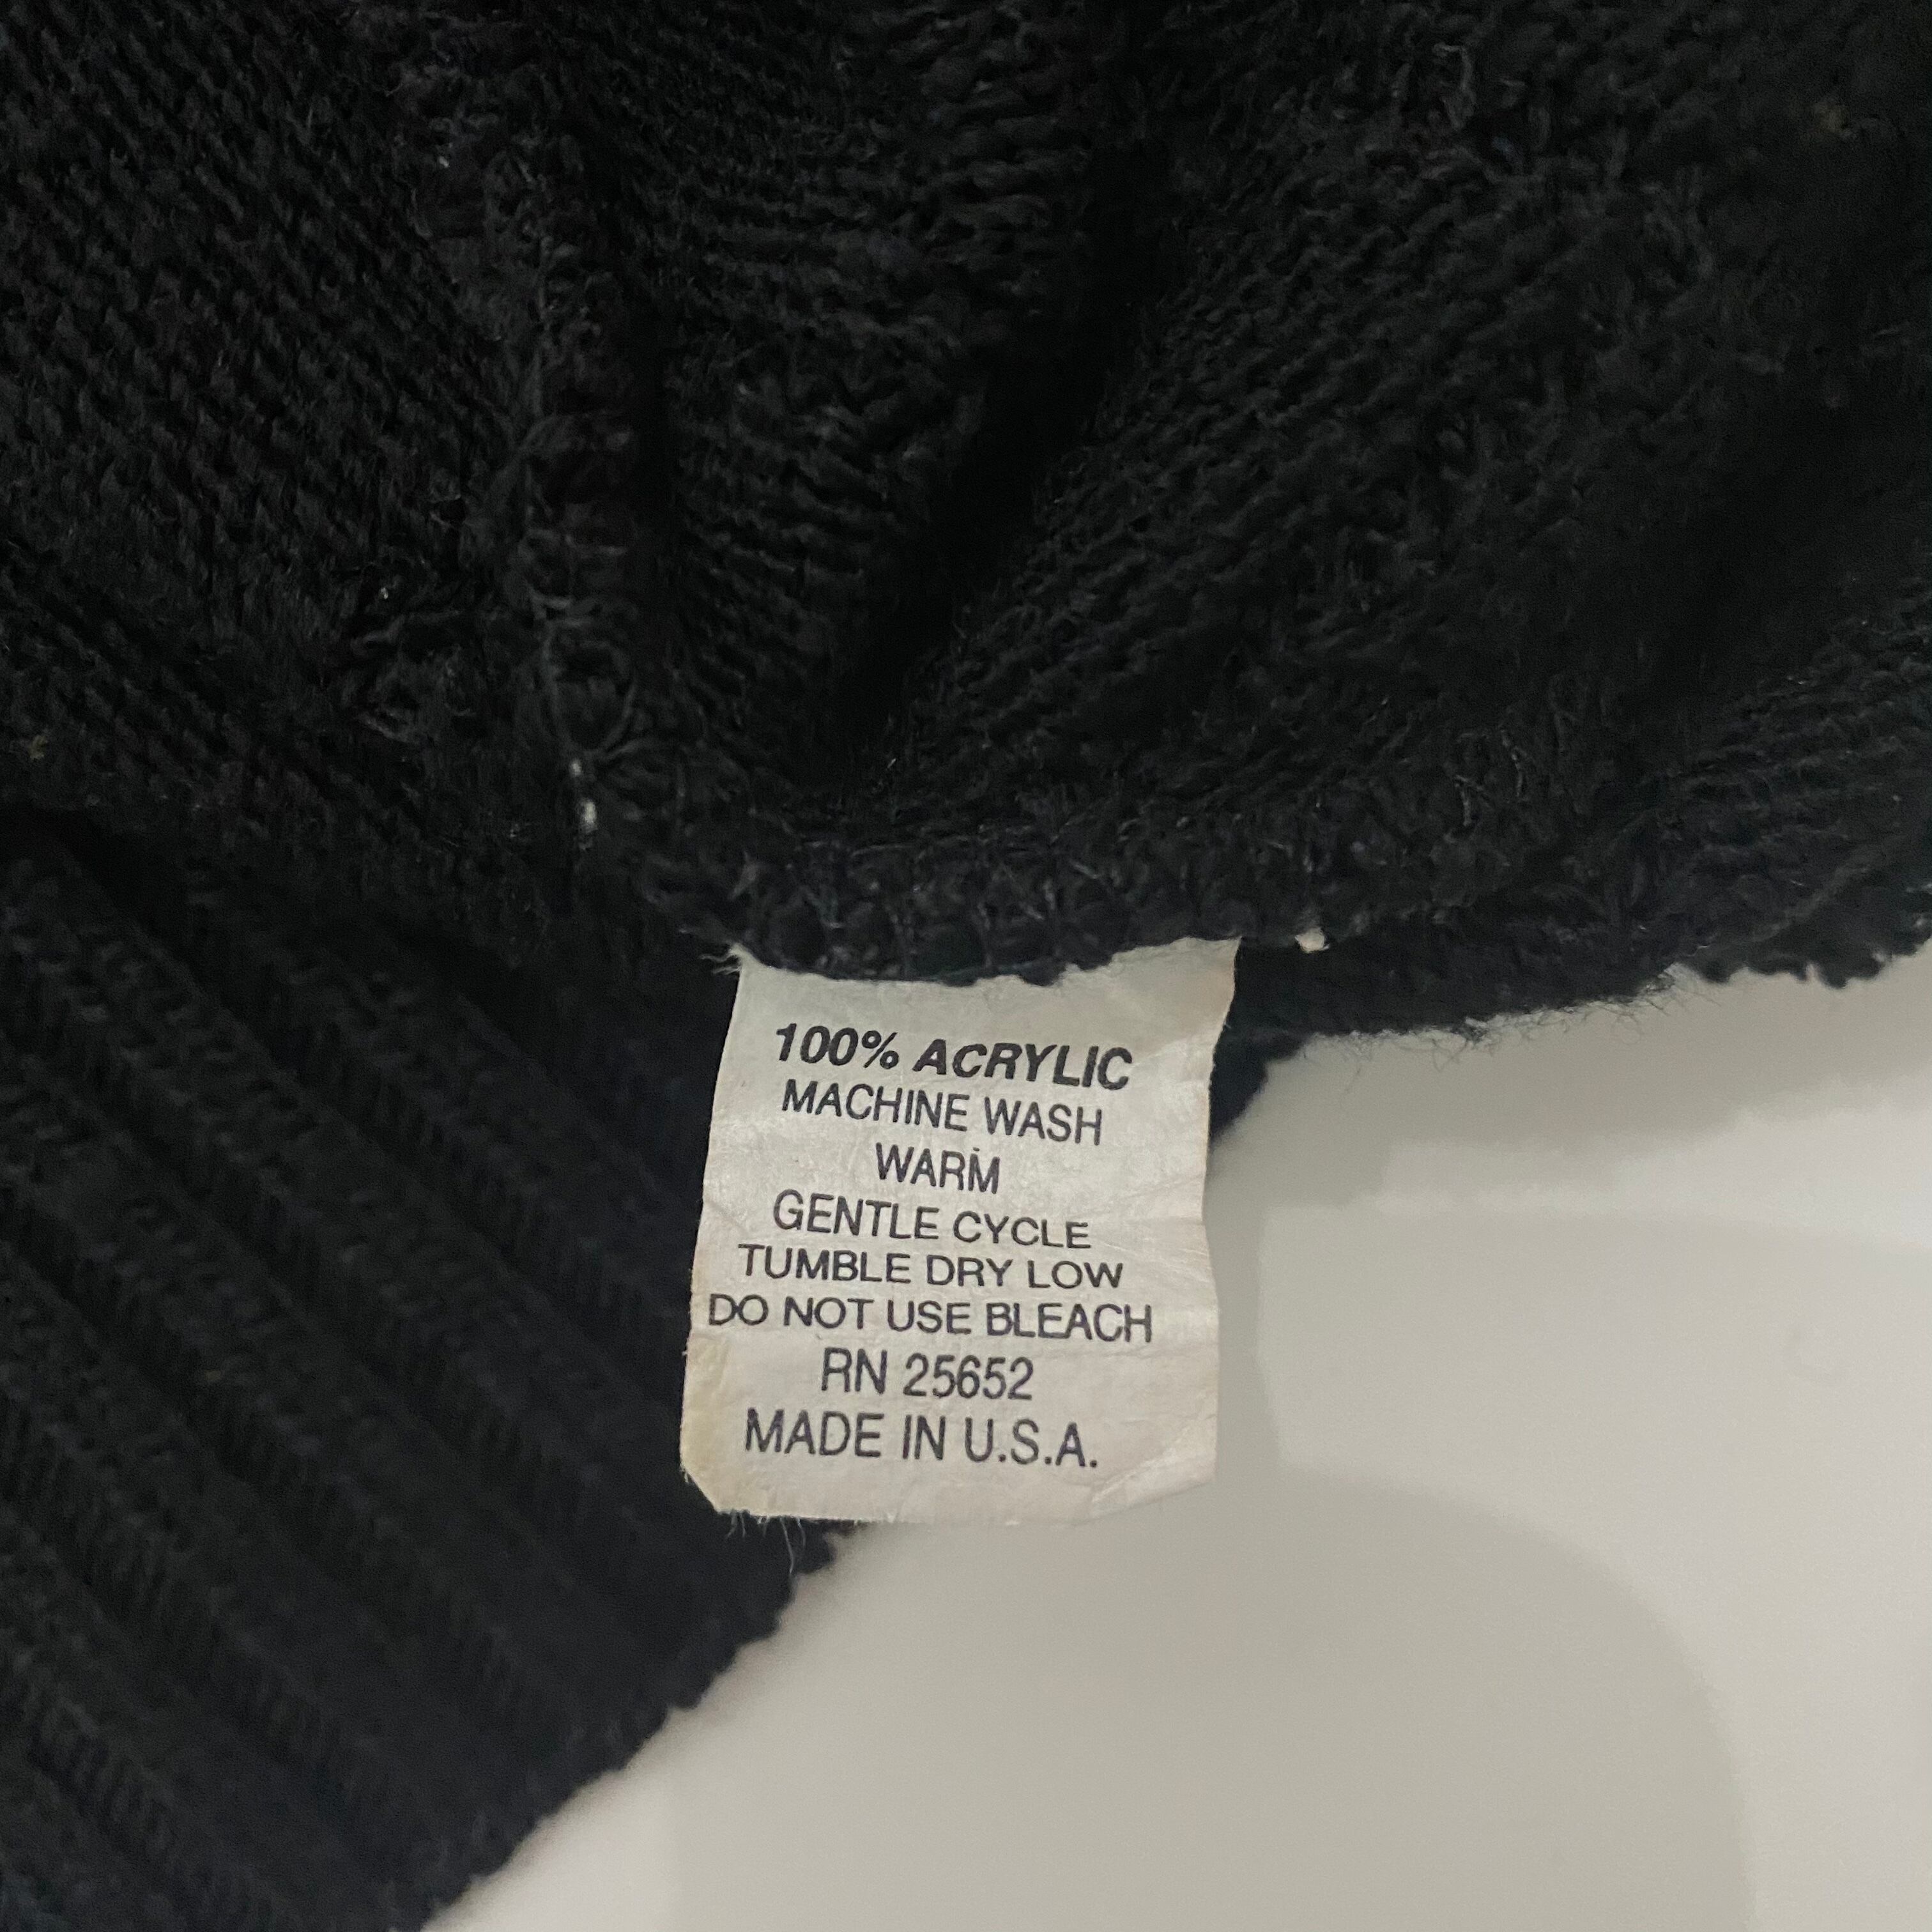 100% ACRYLIC
MACHINE WASH
WARM
GENTLE CYCLE
TUMBLE DRY LOW
DO NOT USE BLEACH
RN 25652
MADE IN U.S.A.